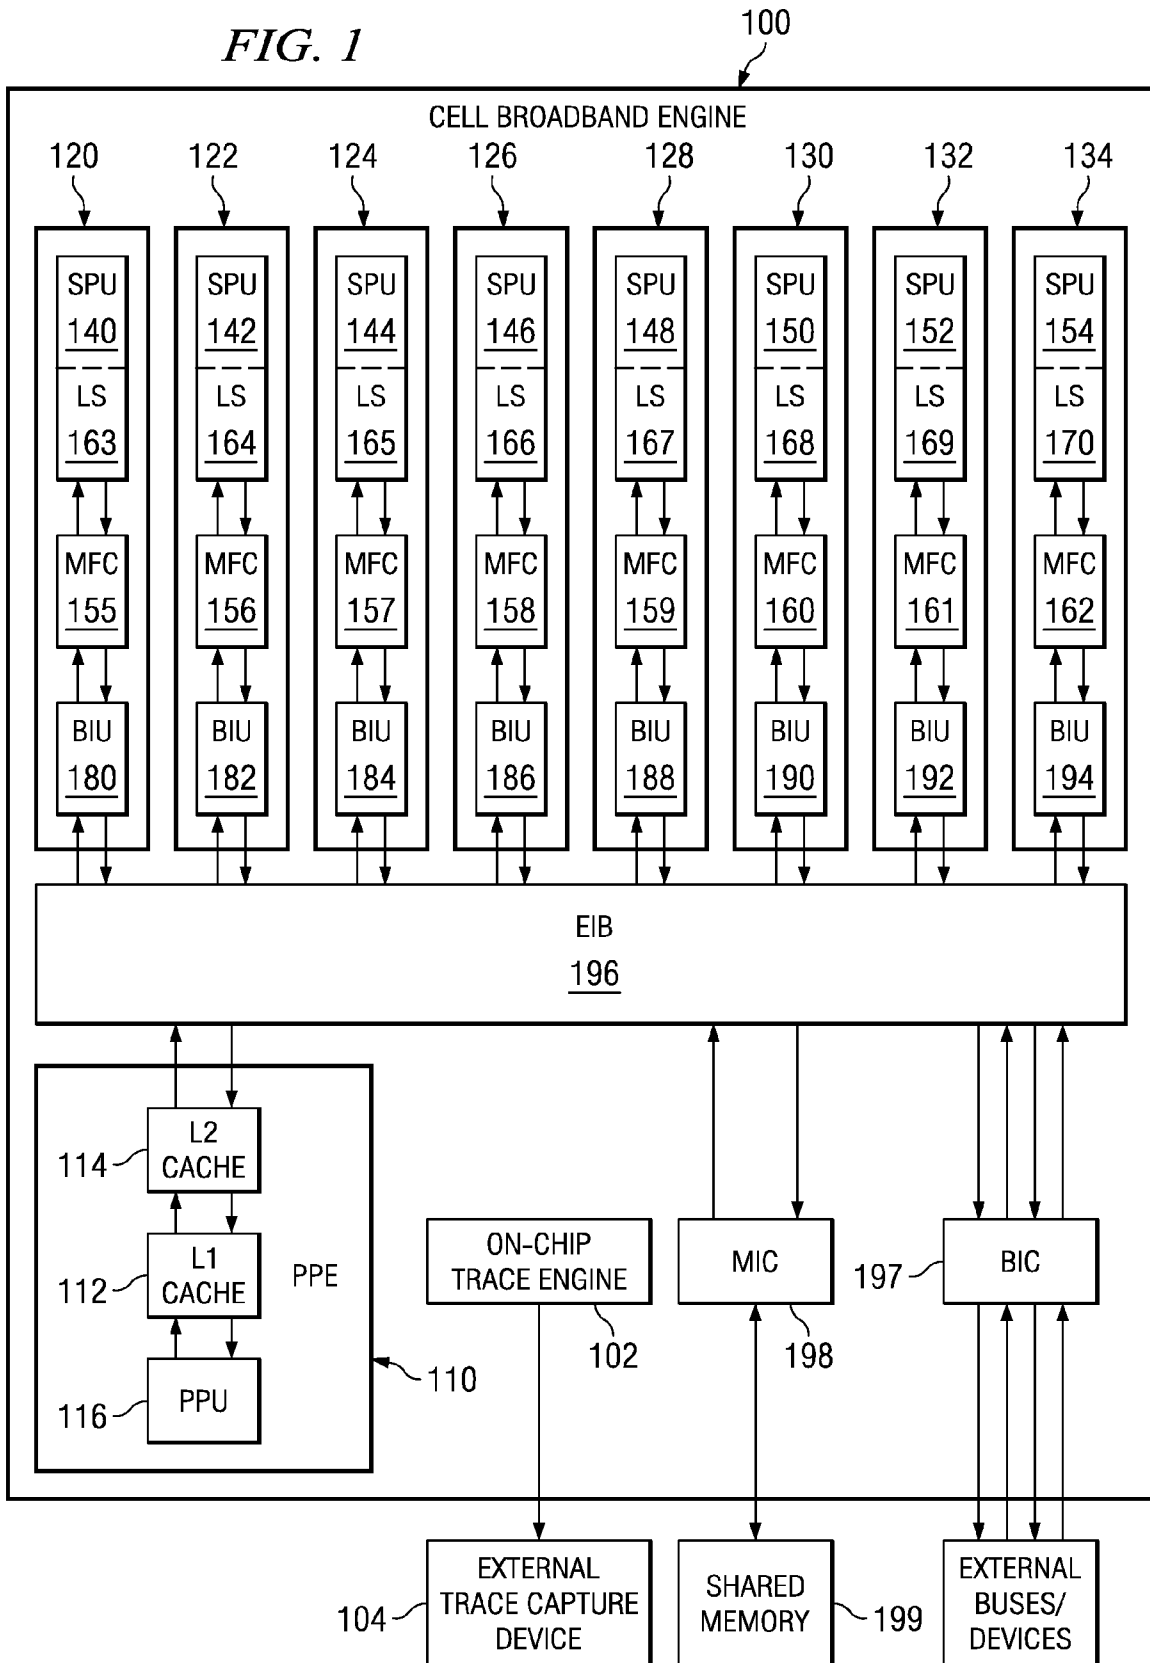 FIG. 1
100
CELL BROADBAND ENGINE
120 122 124 126 128 130 132 134
SPU SPU SPU SPU SPU SPU SPU SPU
140 142 144 146 148 150 152 154
LS LS LS LS LS LS LS LS
163 164 165 166 167 168 169 170
MFC MFC MFC MFC MFC MFC MFC MFC
155 156 157 158 159 160 161 162
BIU BIU BIU BIU BIU BIU BIU BIU
180 182 184 186 188 190 192 194
EIB
196
L2
CACHE
114
L1
CACHE
112
PPE
PPU
116
110
ON-CHIP
TRACE ENGINE
102
MIC
198
BIC
197
EXTERNAL
TRACE CAPTURE
DEVICE
104
SHARED
MEMORY
199
EXTERNAL
BUSES/
DEVICES